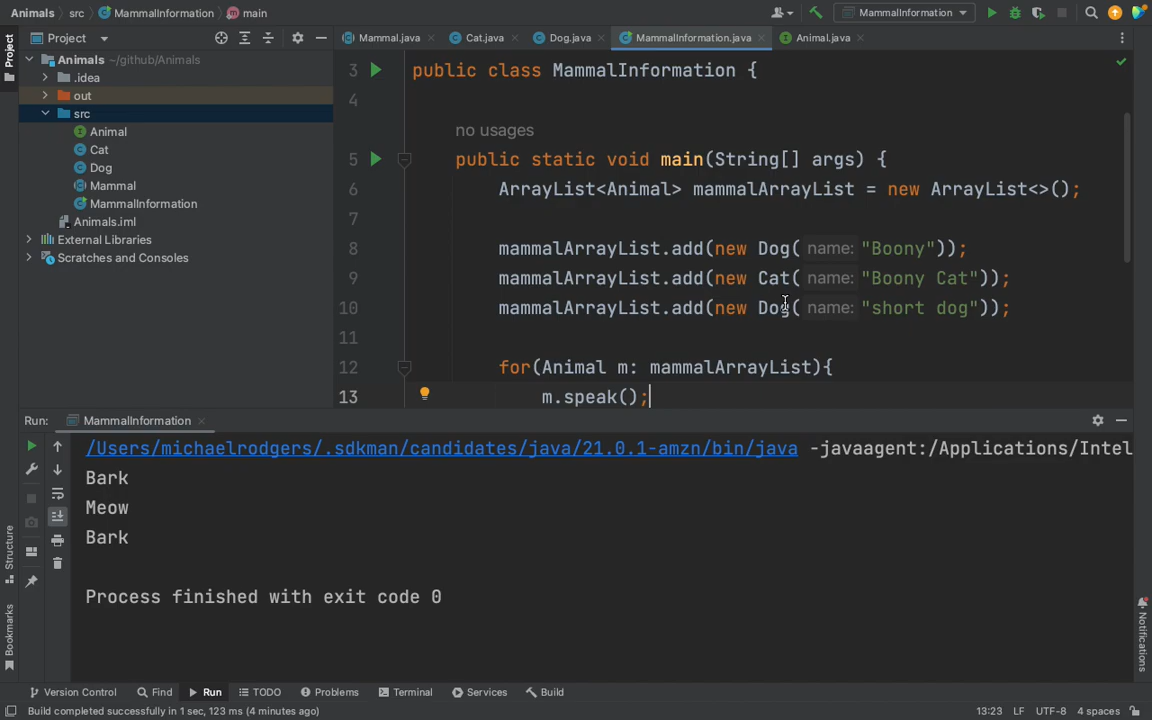 Animals src MammalInformation main
MammalInformation
Project
Mammal.java Cat.java Dog.java MammalInformation.java Animal.java
Project
Animals ~/github/Animals
.idea
out
src
Animal
Cat
Dog
Mammal
MammalInformation
Animals.iml
External Libraries
Scratches and Consoles
3 public class MammalInformation {
4
no usages
5 public static void main(String[] args) {
6 ArrayList<Animal> mammalArrayList = new ArrayList<>();
7
8 mammalArrayList.add(new Dog( name: "Boony"));
9 mammalArrayList.add(new Cat( name: "Boony Cat"));
10 mammalArrayList.add(new Dog( name: "short dog"));
11
12 for(Animal m: mammalArrayList){
13 m.speak();
Run: MammalInformation
/Users/michaelrodgers/.sdkman/candidates/java/21.0.1-amzn/bin/java -javaagent:/Applications/Intel
Bark
Meow
Bark
Process finished with exit code 0
Structure
Bookmarks
Notifications
Version Control Find Run TODO Problems Terminal Services Build
Build completed successfully in 1 sec, 123 ms (4 minutes ago) 13:23 LF UTF-8 4 spaces